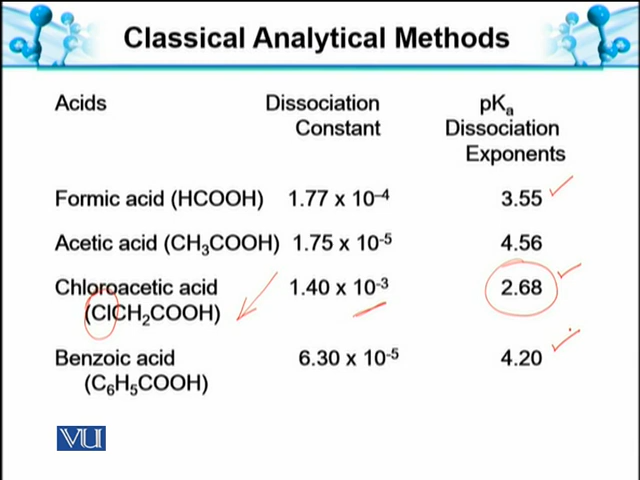 Classical Analytical Methods
Acids Dissociation Constant pKₐ Dissociation Exponents
Formic acid (HCOOH) 1.77 x 10⁻⁴ 3.55
Acetic acid (CH₃COOH) 1.75 x 10⁻⁵ 4.56
Chloroacetic acid 1.40 x 10⁻³ 2.68
(ClCH₂COOH)
Benzoic acid 6.30 x 10⁻⁵ 4.20
(C₆H₅COOH)
VU